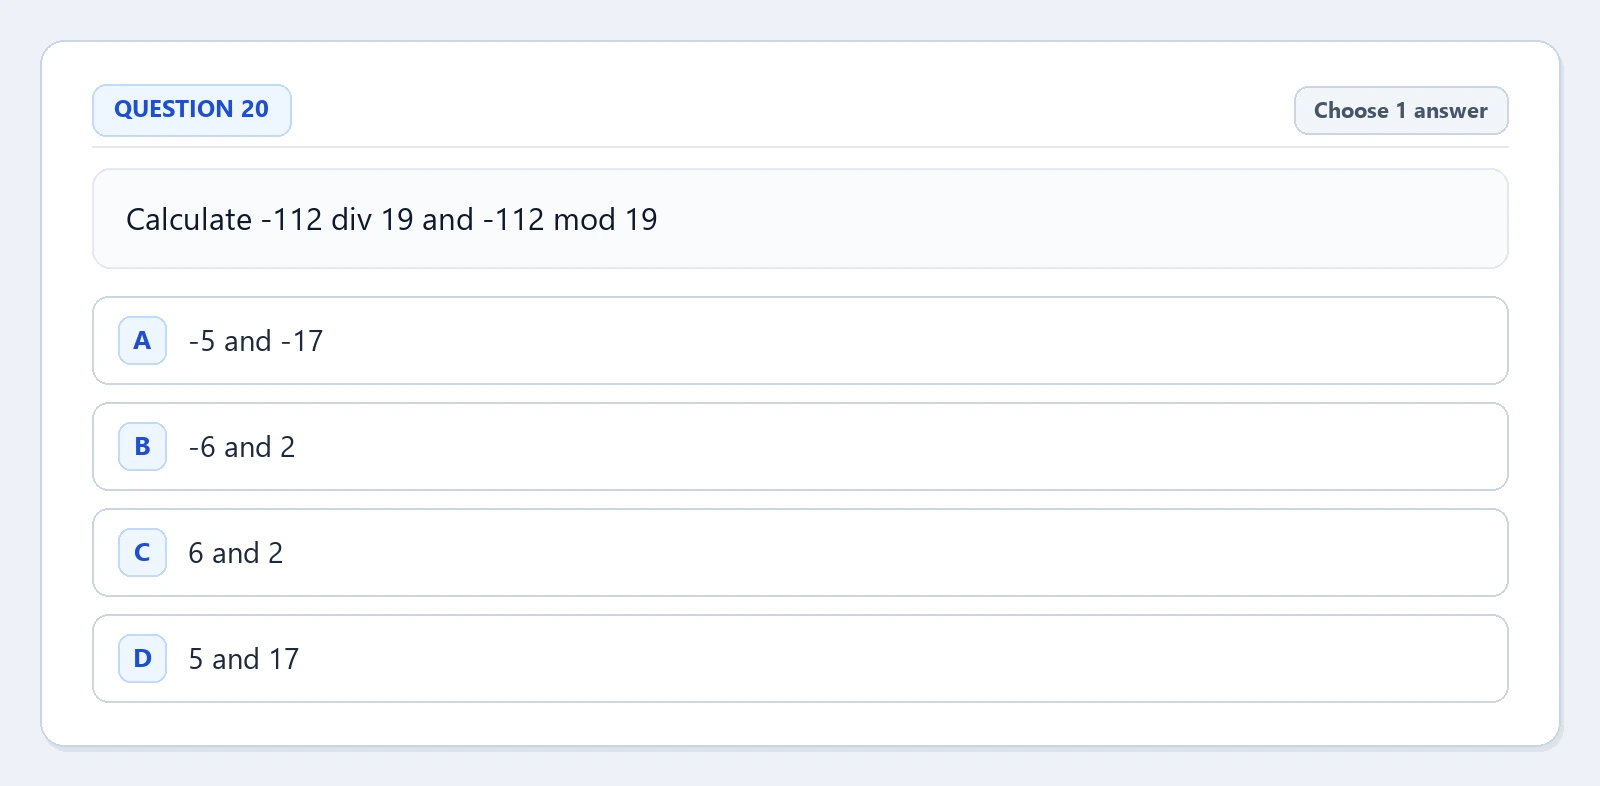 QUESTION 20
Choose 1 answer
Calculate -112 div 19 and -112 mod 19
A -5 and -17
B -6 and 2
C 6 and 2
D 5 and 17